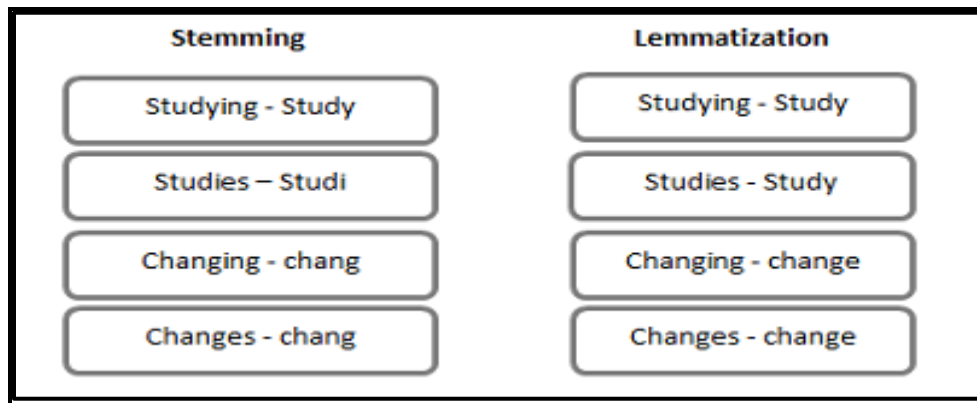 Stemming
Lemmatization
Studying - Study
Studying - Study
Studies – Studi
Studies - Study
Changing - chang
Changing - change
Changes - chang
Changes - change